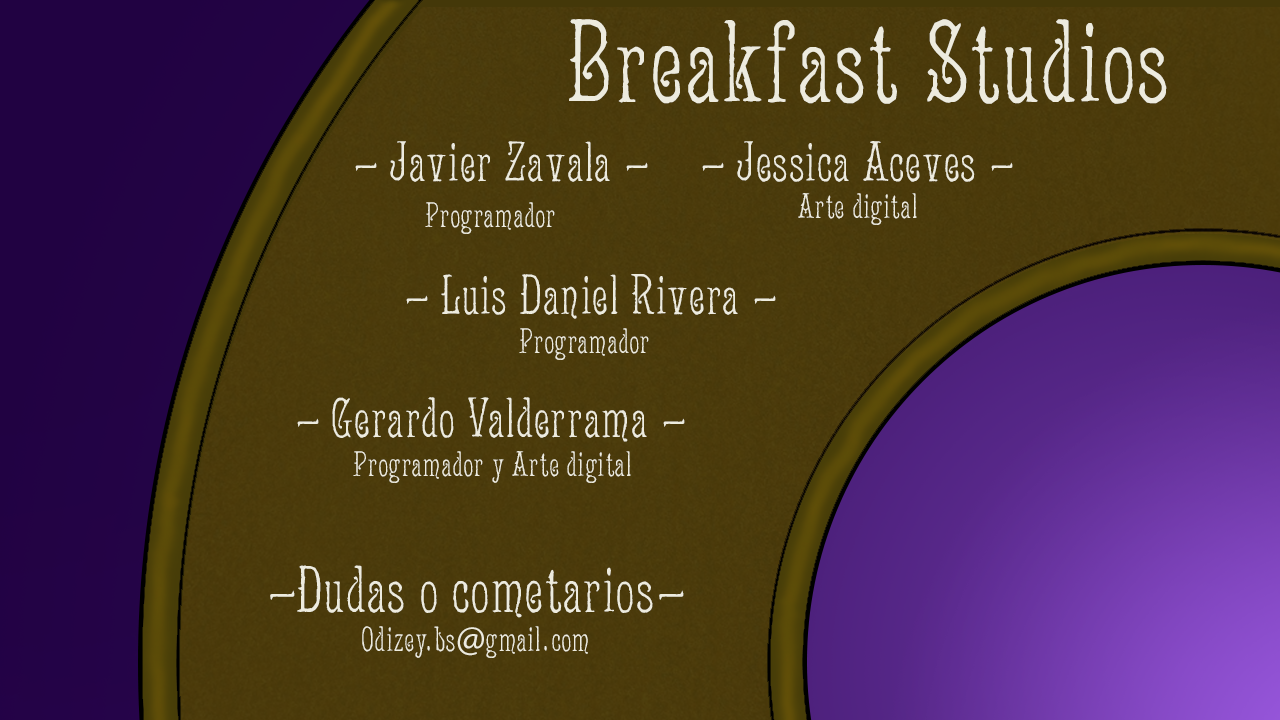 Breakfast Studios
– Javier Zavala –
Programador
– Jessica Aceves –
Arte digital
– Luis Daniel Rivera –
Programador
– Gerardo Valderrama –
Programador y Arte digital
–Dudas o cometarios–
Odizey.bs@gmail.com